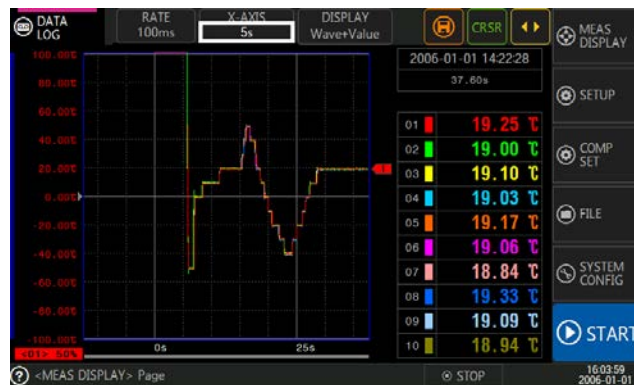 DATA LOG
RATE
100ms
X-AXIS
5s
DISPLAY
Wave+Value
CRSR
MEAS DISPLAY
SETUP
COMP SET
FILE
SYSTEM CONFIG
START
2006-01-01 14:22:28
37.60s
01 19.25 ℃
02 19.00 ℃
03 19.10 ℃
04 19.03 ℃
05 19.17 ℃
06 19.06 ℃
07 18.84 ℃
08 19.33 ℃
09 19.09 ℃
10 18.94 ℃
100.00℃
80.00℃
60.00℃
40.00℃
20.00℃
0.00℃
-20.00℃
-40.00℃
-60.00℃
-80.00℃
-100.00℃
1
<01> 50%
0s
25s
? <MEAS DISPLAY> Page
STOP
16:03:59
2006-01-01